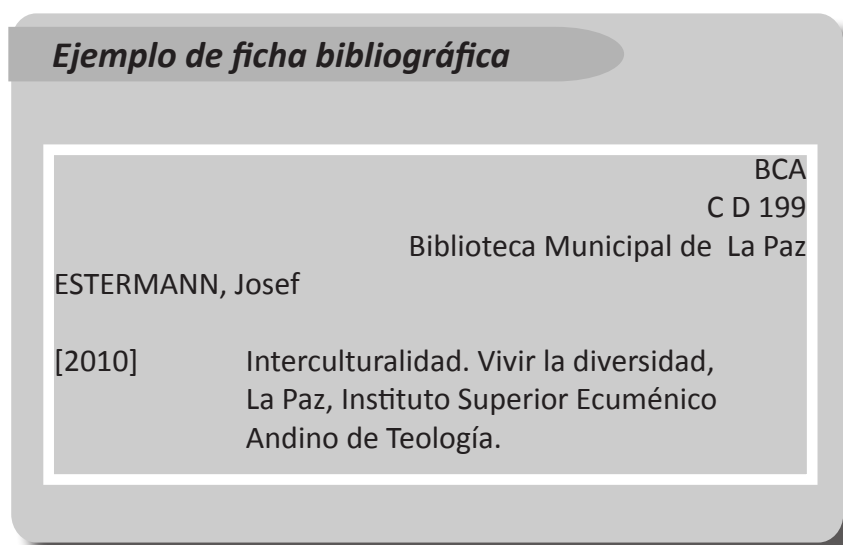 Ejemplo de ficha bibliográfica
BCA
C D 199
Biblioteca Municipal de La Paz
ESTERMANN, Josef
[2010] Interculturalidad. Vivir la diversidad,
La Paz, Instituto Superior Ecuménico
Andino de Teología.